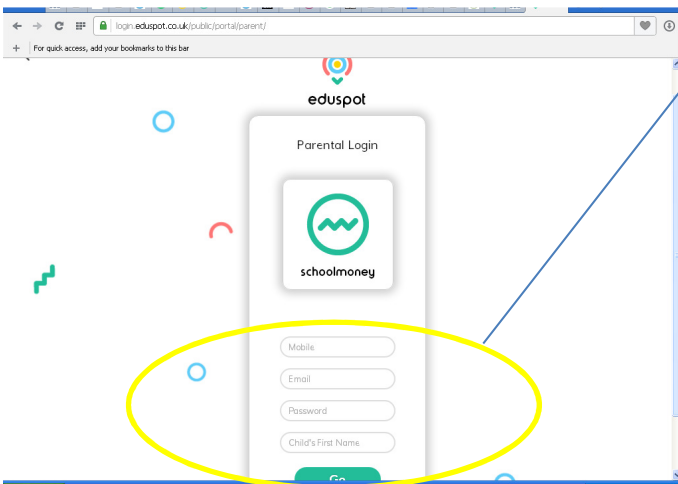 login.eduspot.co.uk/public/portal/parent/
For quick access, add your bookmarks to this bar
eduspot
Parental Login
schoolmoney
Mobile
Email
Password
Child's First Name
Go